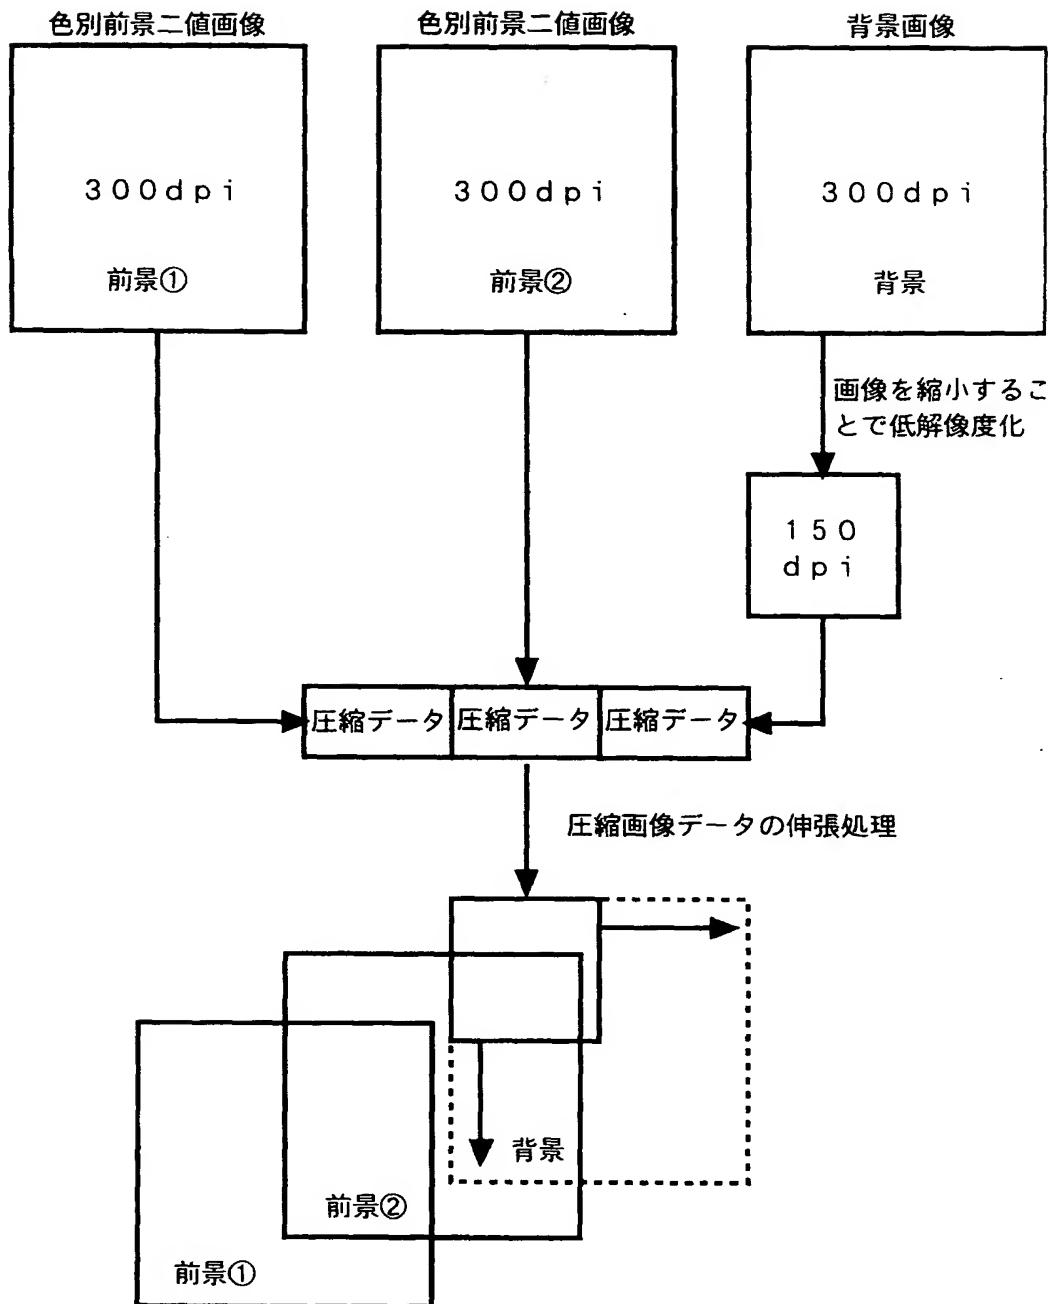 色別前景二値画像
色別前景二値画像
背景画像
300dpi
前景①
300dpi
前景②
300dpi
背景
画像を縮小するこ
とで低解像度化
150
dpi
圧縮データ
圧縮データ
圧縮データ
圧縮画像データの伸張処理
背景
前景②
前景①